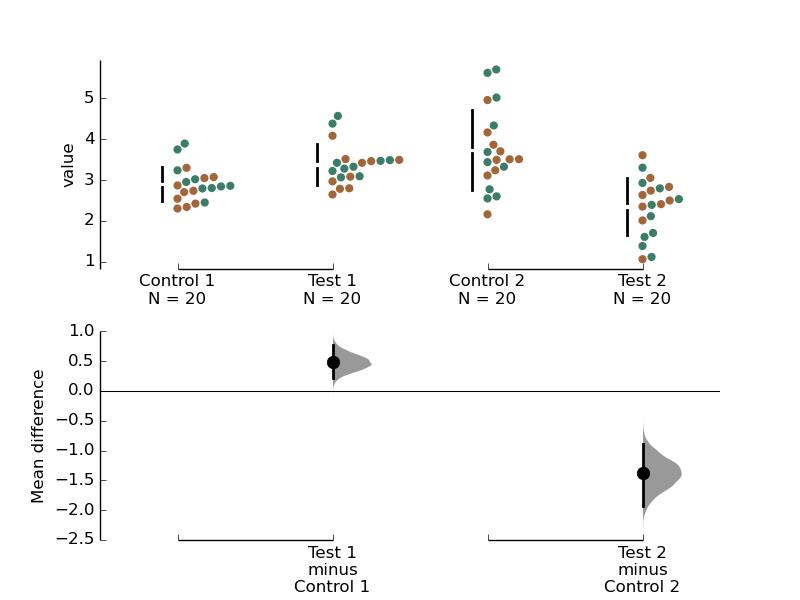 value
5
4
3
2
1
Control 1
N = 20
Test 1
N = 20
Control 2
N = 20
Test 2
N = 20
Mean difference
1.0
0.5
0.0
−0.5
−1.0
−1.5
−2.0
−2.5
Test 1
minus
Control 1
Test 2
minus
Control 2